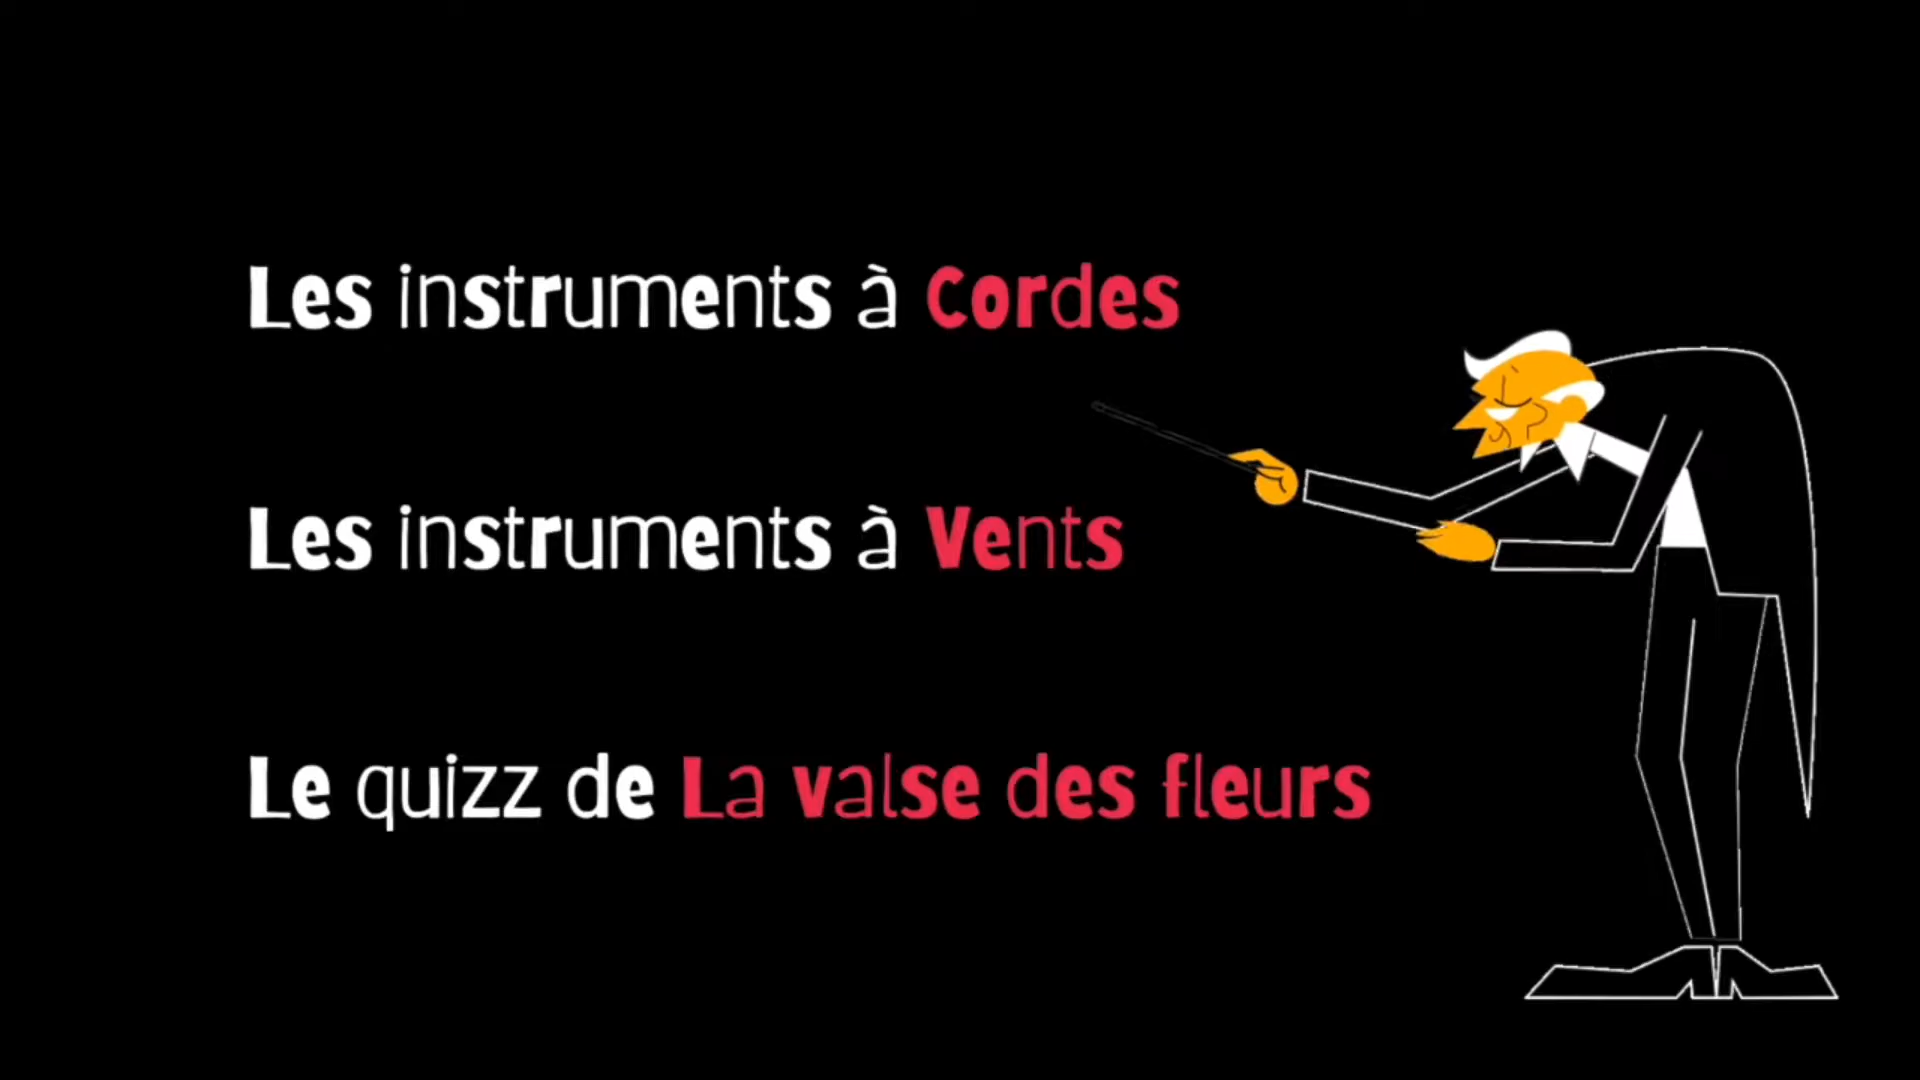 Les instruments à Cordes
Les instruments à Vents
Le quizz de La valse des fleurs